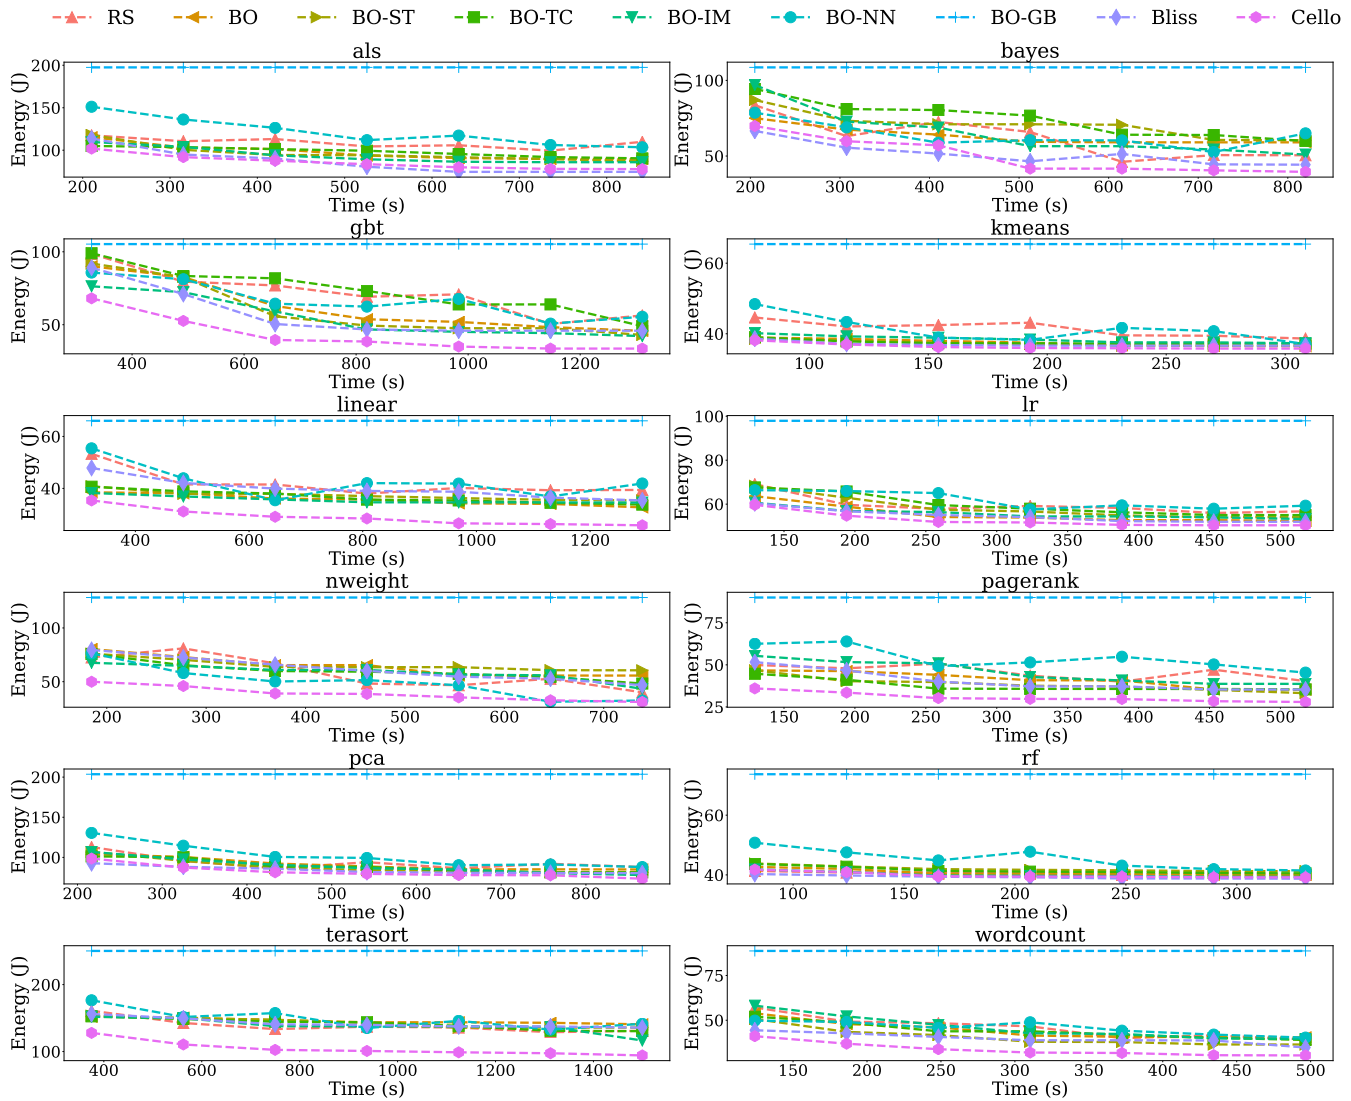 RS BO BO-ST BO-TC BO-IM BO-NN BO-GB Bliss Cello
als
Energy (J)
200
150
100
200 300 400 500 600 700 800
Time (s)
bayes
Energy (J)
100
50
200 300 400 500 600 700 800
Time (s)
gbt
Energy (J)
100
50
400 600 800 1000 1200
Time (s)
kmeans
Energy (J)
60
40
100 150 200 250 300
Time (s)
linear
Energy (J)
60
40
400 600 800 1000 1200
Time (s)
lr
Energy (J)
100
80
60
150 200 250 300 350 400 450 500
Time (s)
nweight
Energy (J)
100
50
200 300 400 500 600 700
Time (s)
pagerank
Energy (J)
75
50
25
150 200 250 300 350 400 450 500
Time (s)
pca
Energy (J)
200
150
100
200 300 400 500 600 700 800
Time (s)
rf
Energy (J)
60
40
100 150 200 250 300
Time (s)
terasort
Energy (J)
200
100
400 600 800 1000 1200 1400
Time (s)
wordcount
Energy (J)
75
50
150 200 250 300 350 400 450 500
Time (s)